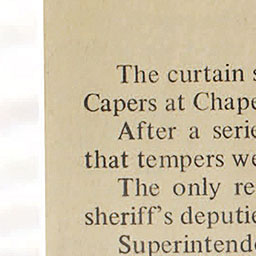 The curtain s
Capers at Chape
After a serie
that tempers we
The only re
sheriff's deputie
Superintende